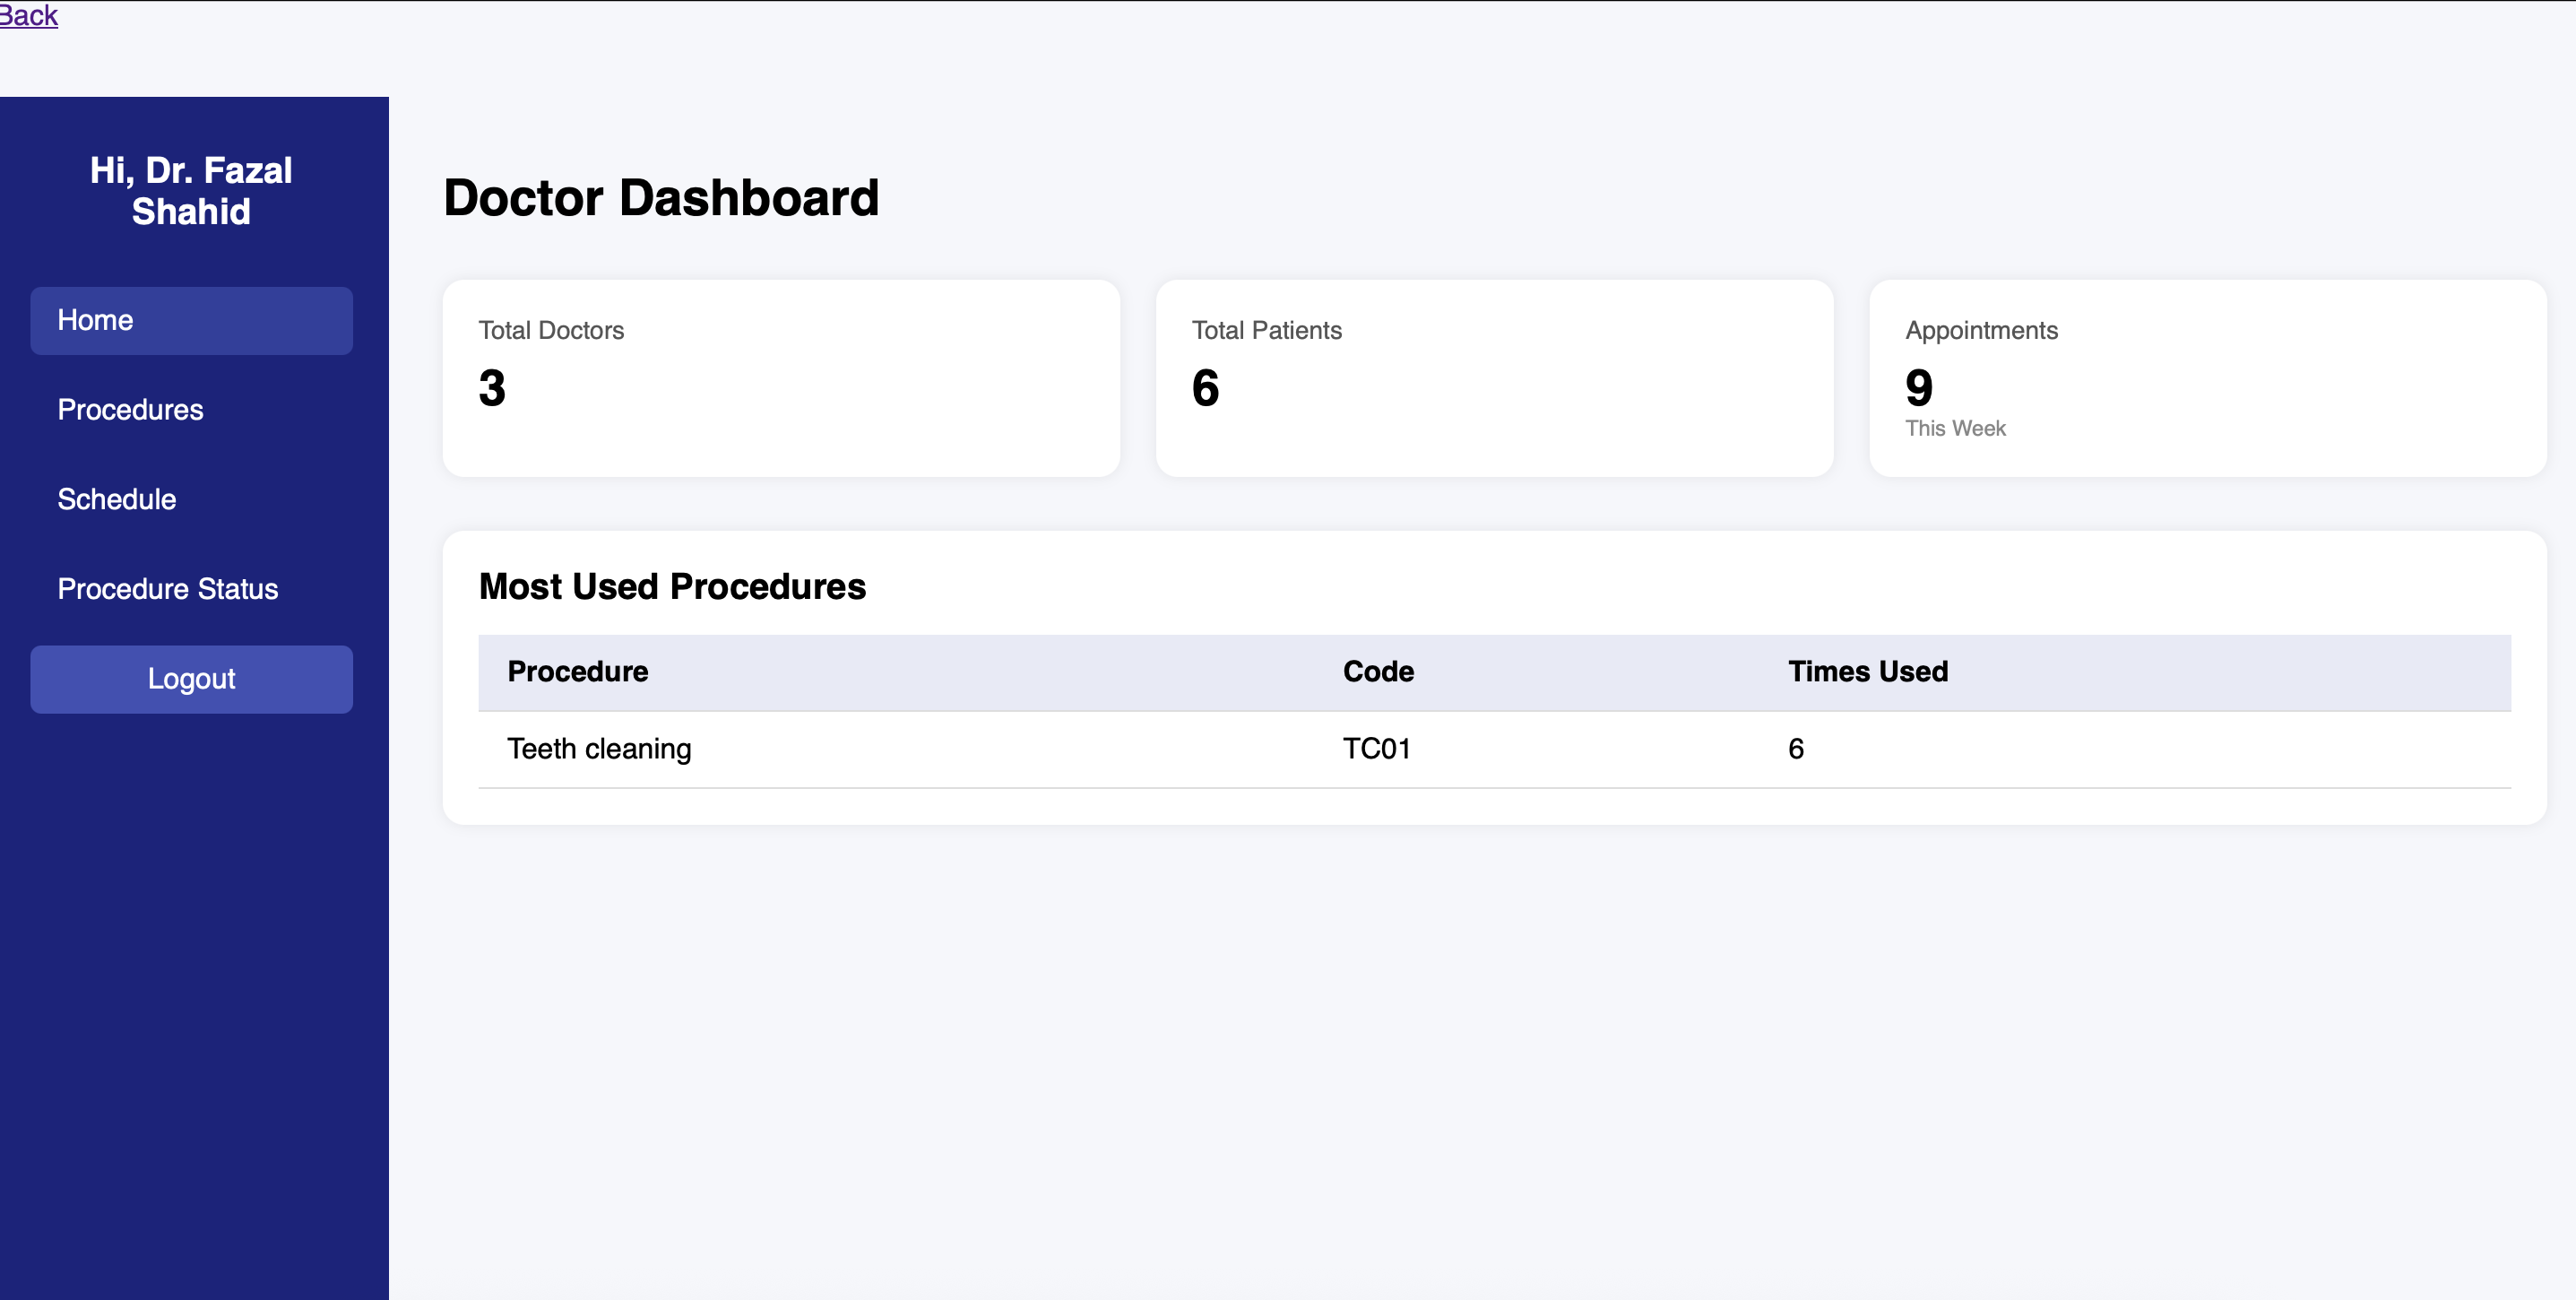 Back
Hi, Dr. Fazal
Shahid
Home
Procedures
Schedule
Procedure Status
Logout
Doctor Dashboard
Total Doctors
3
Total Patients
6
Appointments
9
This Week
Most Used Procedures
Procedure Code Times Used
Teeth cleaning TC01 6